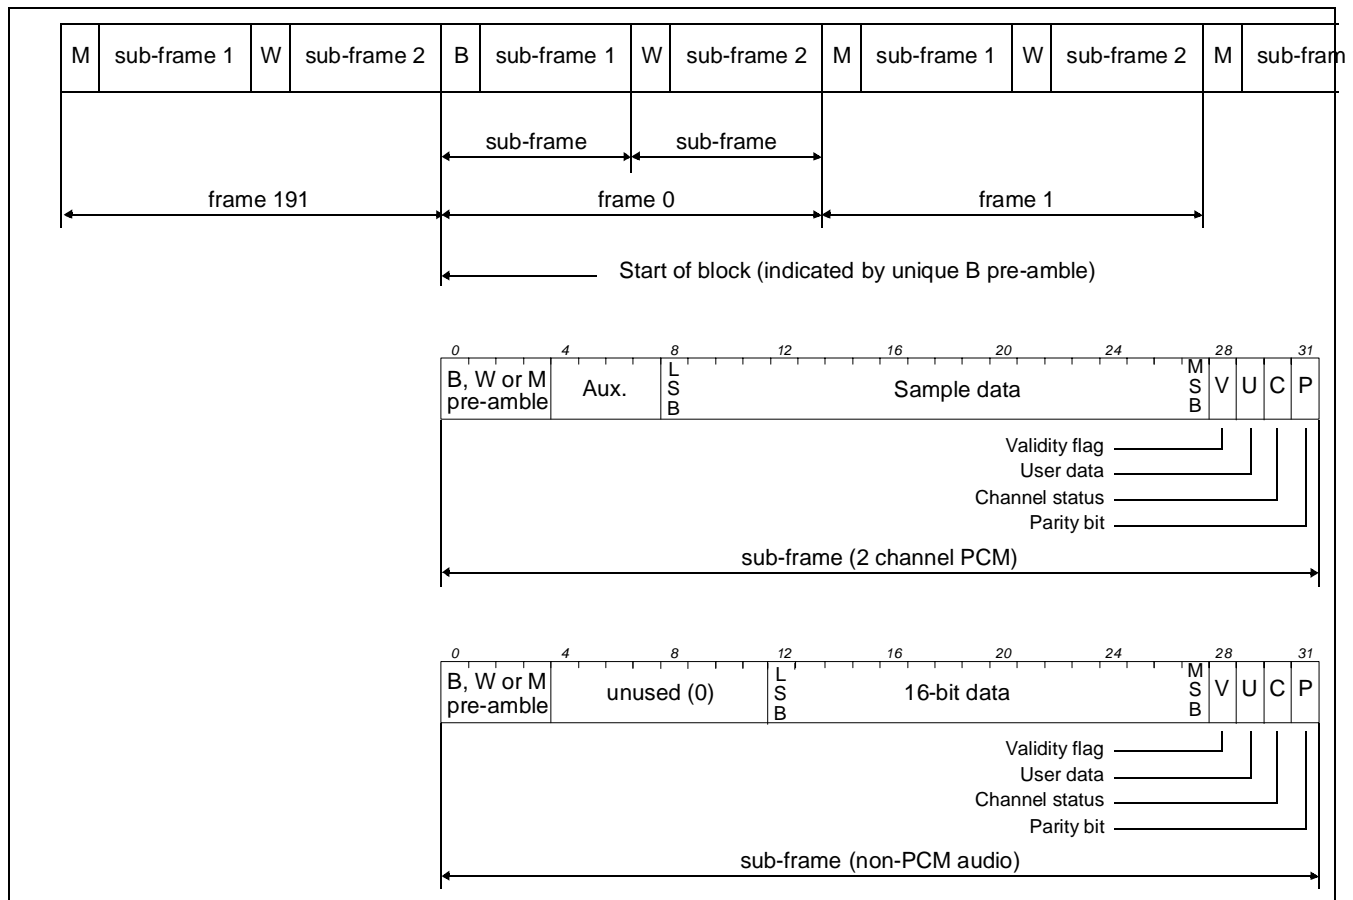 M sub-frame 1 W sub-frame 2 B sub-frame 1 W sub-frame 2 M sub-frame 1 W sub-frame 2 M sub-fram
sub-frame sub-frame
frame 191 frame 0 frame 1
Start of block (indicated by unique B pre-amble)
0 4 8 12 16 20 24 28 31
B, W or M pre-amble Aux. LSB Sample data MSB V U C P
Validity flag
User data
Channel status
Parity bit
sub-frame (2 channel PCM)
0 4 8 12 16 20 24 28 31
B, W or M pre-amble unused (0) LSB 16-bit data MSB V U C P
Validity flag
User data
Channel status
Parity bit
sub-frame (non-PCM audio)